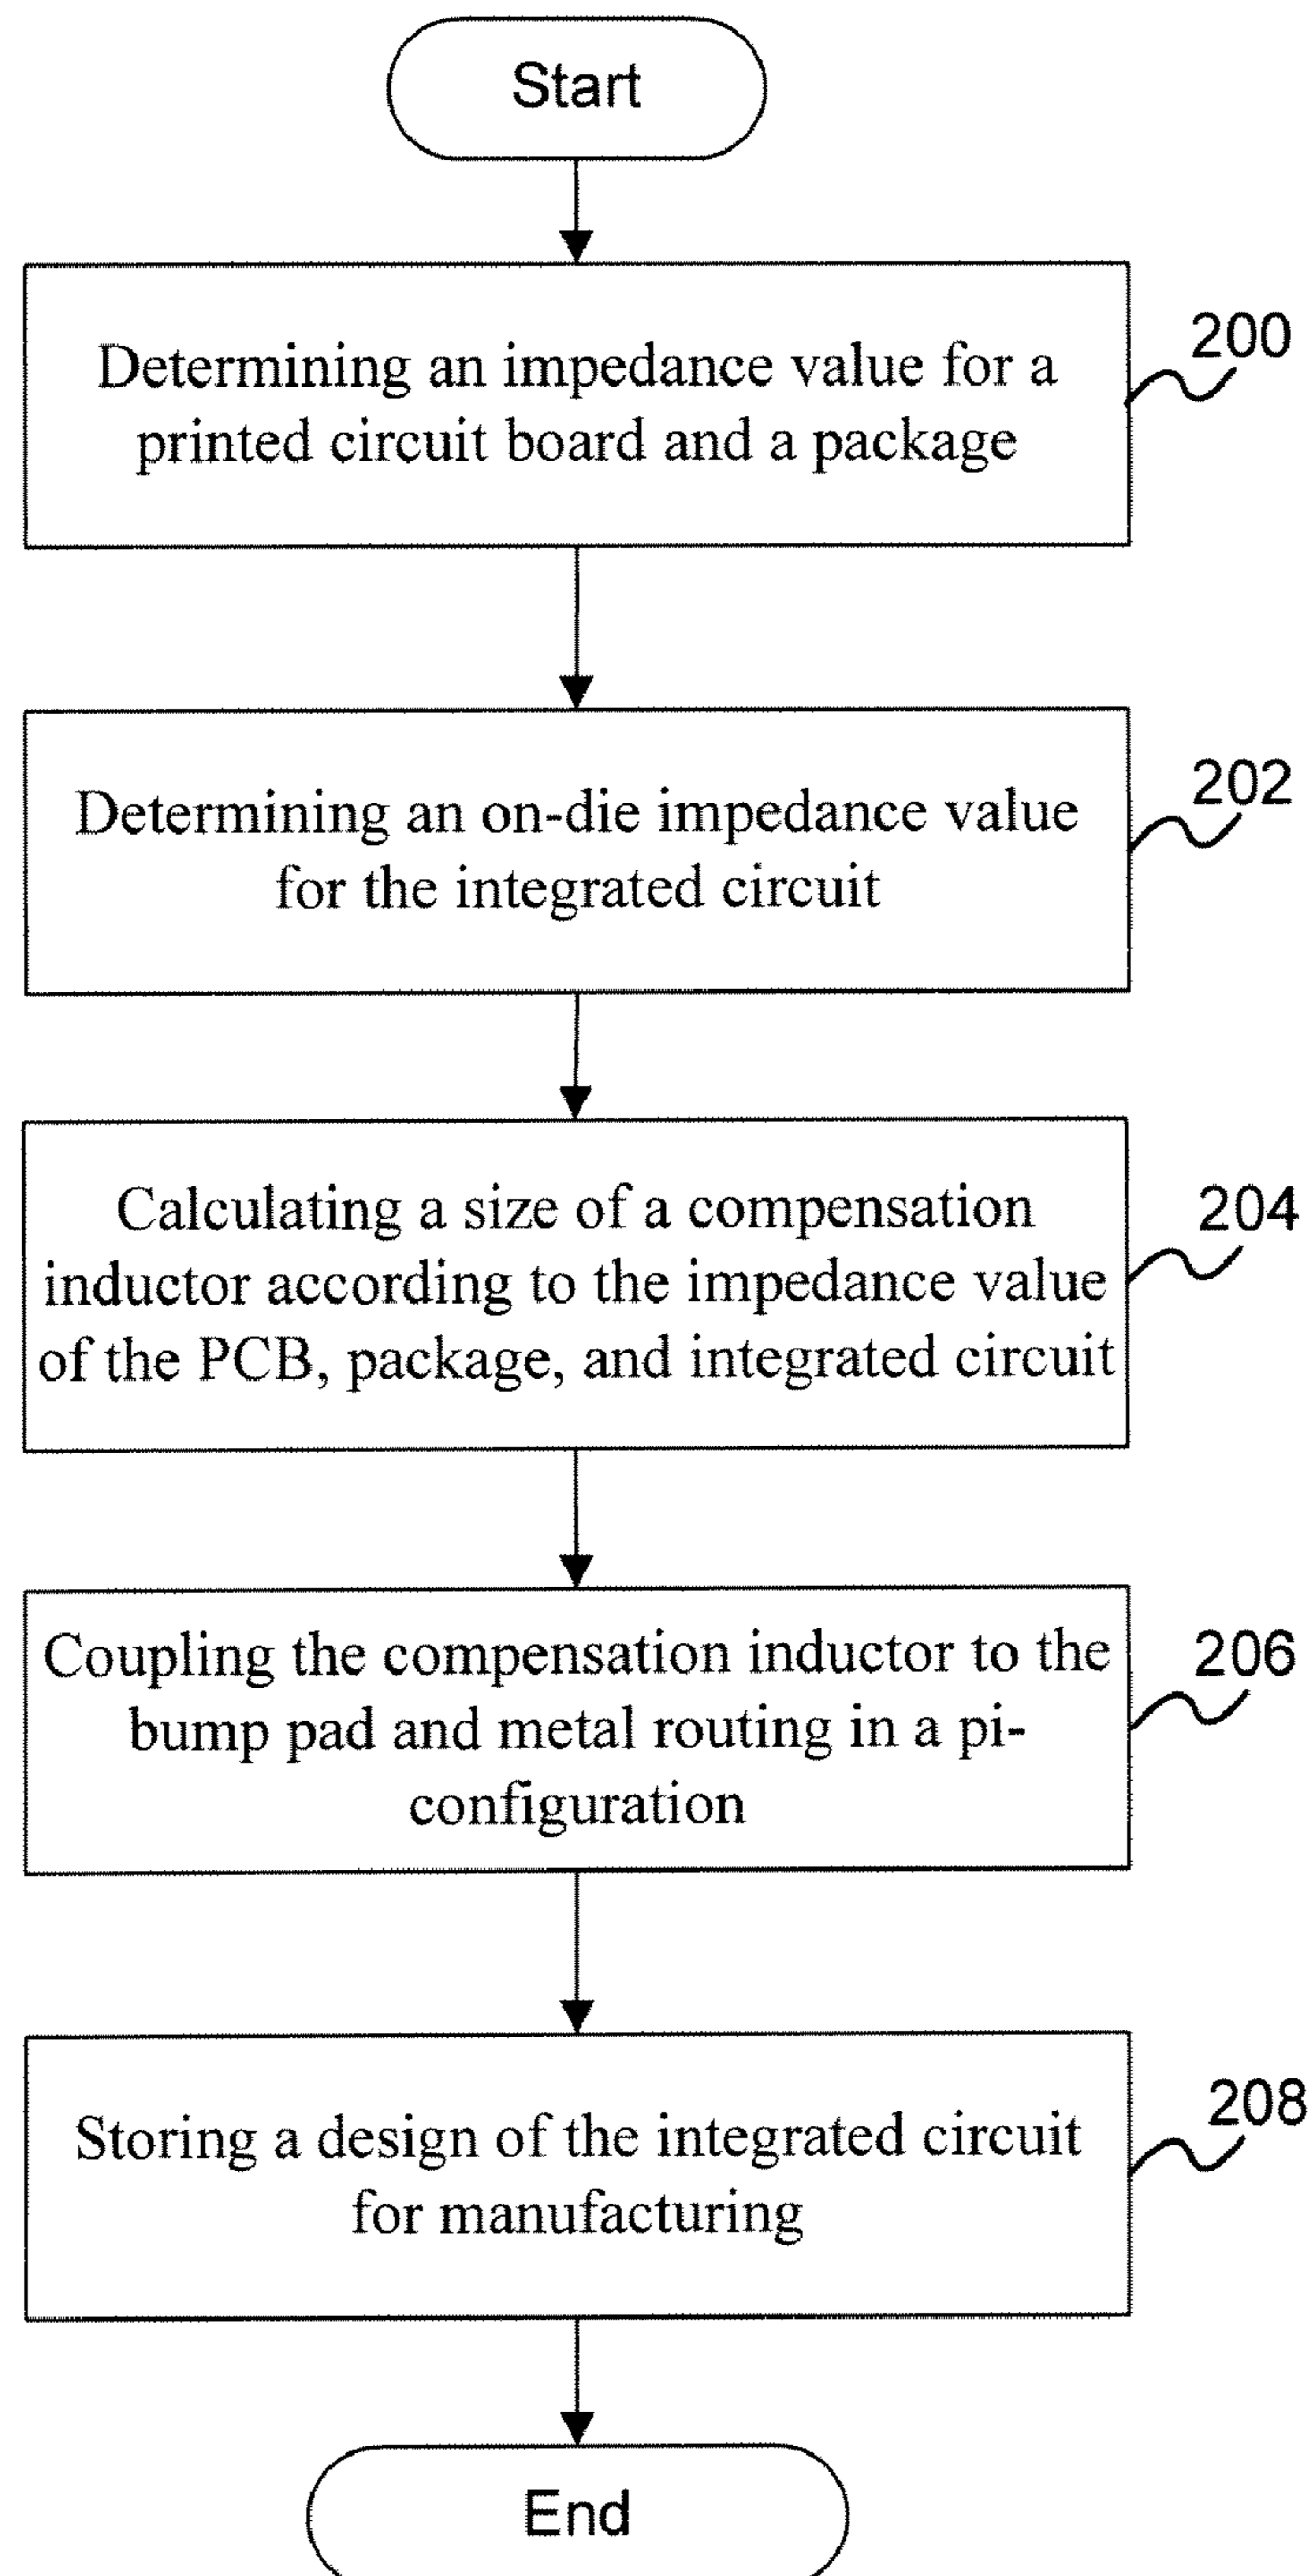 Start
Determining an impedance value for a
printed circuit board and a package
200
Determining an on-die impedance value
for the integrated circuit
202
Calculating a size of a compensation
inductor according to the impedance value
of the PCB, package, and integrated circuit
204
Coupling the compensation inductor to the
bump pad and metal routing in a pi-
configuration
206
Storing a design of the integrated circuit
for manufacturing
208
End